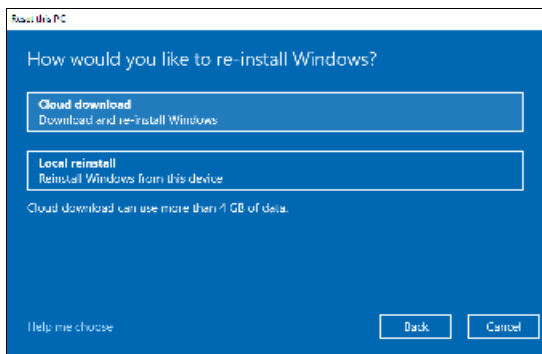 Reset this PC
How would you like to re-install Windows?
Cloud download
Download and re-install Windows
Local reinstall
Reinstall Windows from this device
Cloud download can use more than 4 GB of data.
Help me choose
Back
Cancel